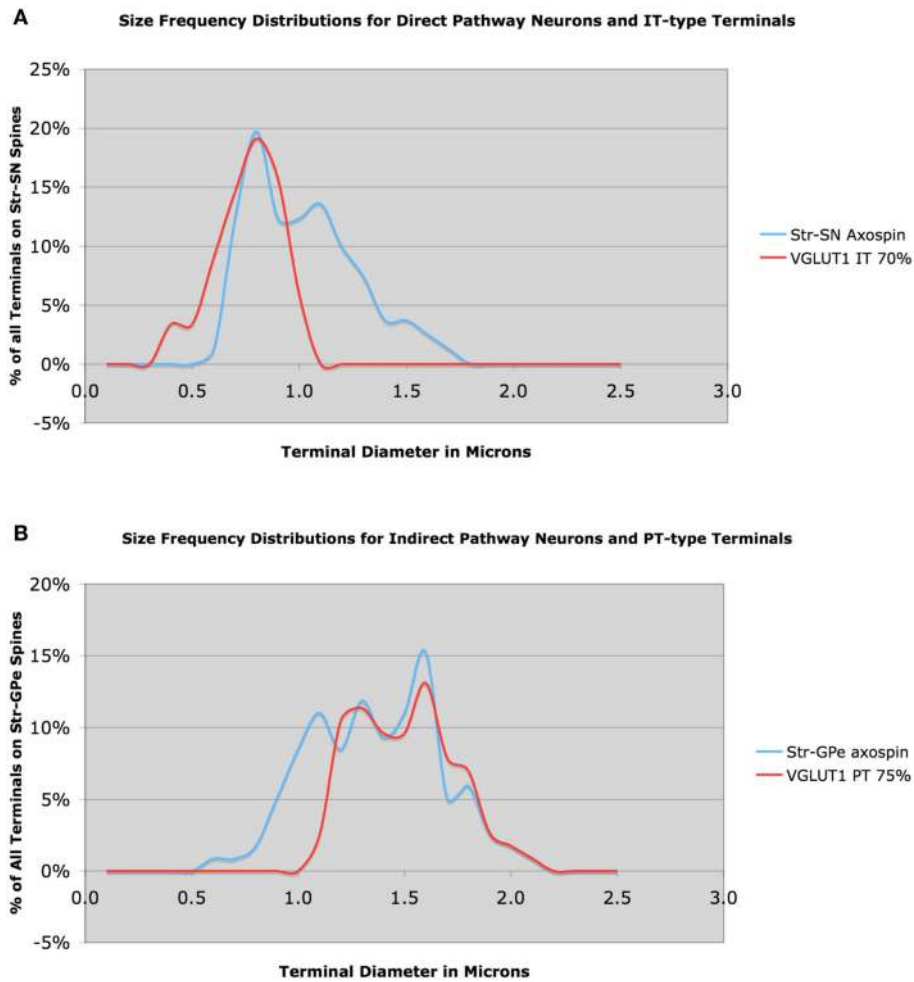 A
Size Frequency Distributions for Direct Pathway Neurons and IT-type Terminals
25%
20%
15%
10%
5%
0%
-5%
0.0 0.5 1.0 1.5 2.0 2.5 3.0
% of all Terminals on Str-SN Spines
Terminal Diameter in Microns
Str-SN Axospin
VGLUT1 IT 70%
B
Size Frequency Distributions for Indirect Pathway Neurons and PT-type Terminals
20%
15%
10%
5%
0%
-5%
0.0 0.5 1.0 1.5 2.0 2.5 3.0
% of All Terminals on Str-GPe Spines
Terminal Diameter in Microns
Str-GPe axospin
VGLUT1 PT 75%